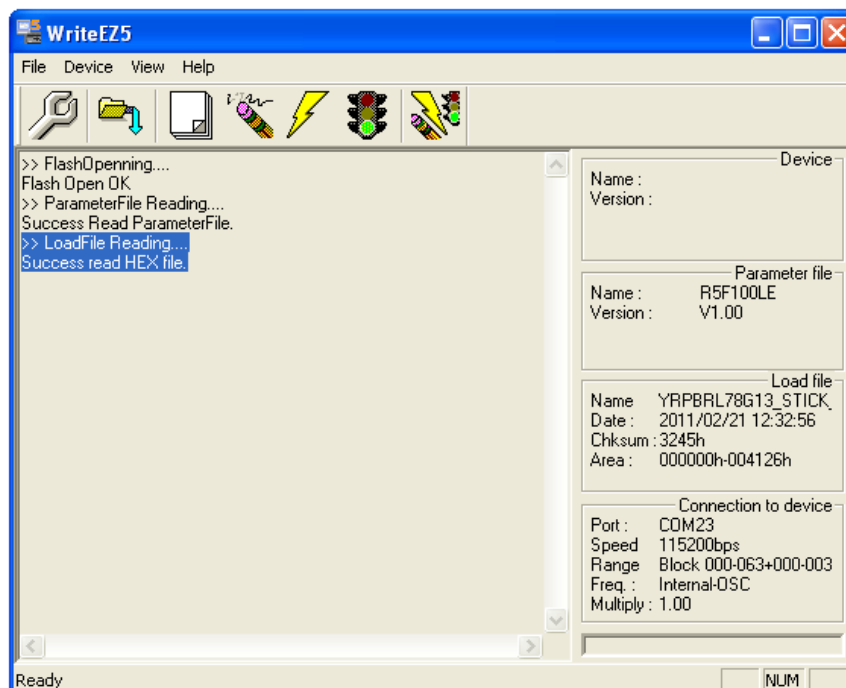 WriteEZ5
File Device View Help
>> FlashOpenning....
Flash Open OK
>> ParameterFile Reading....
Success Read ParameterFile.
>> LoadFile Reading....
Success read HEX file.
Device
Name :
Version :
Parameter file
Name : R5F100LE
Version : V1.00
Load file
Name YRPBRL78G13_STICK_
Date : 2011/02/21 12:32:56
Chksum : 3245h
Area : 000000h-004126h
Connection to device
Port : COM23
Speed 115200bps
Range Block 000-063+000-003
Freq. : Internal-OSC
Multiply : 1.00
Ready NUM